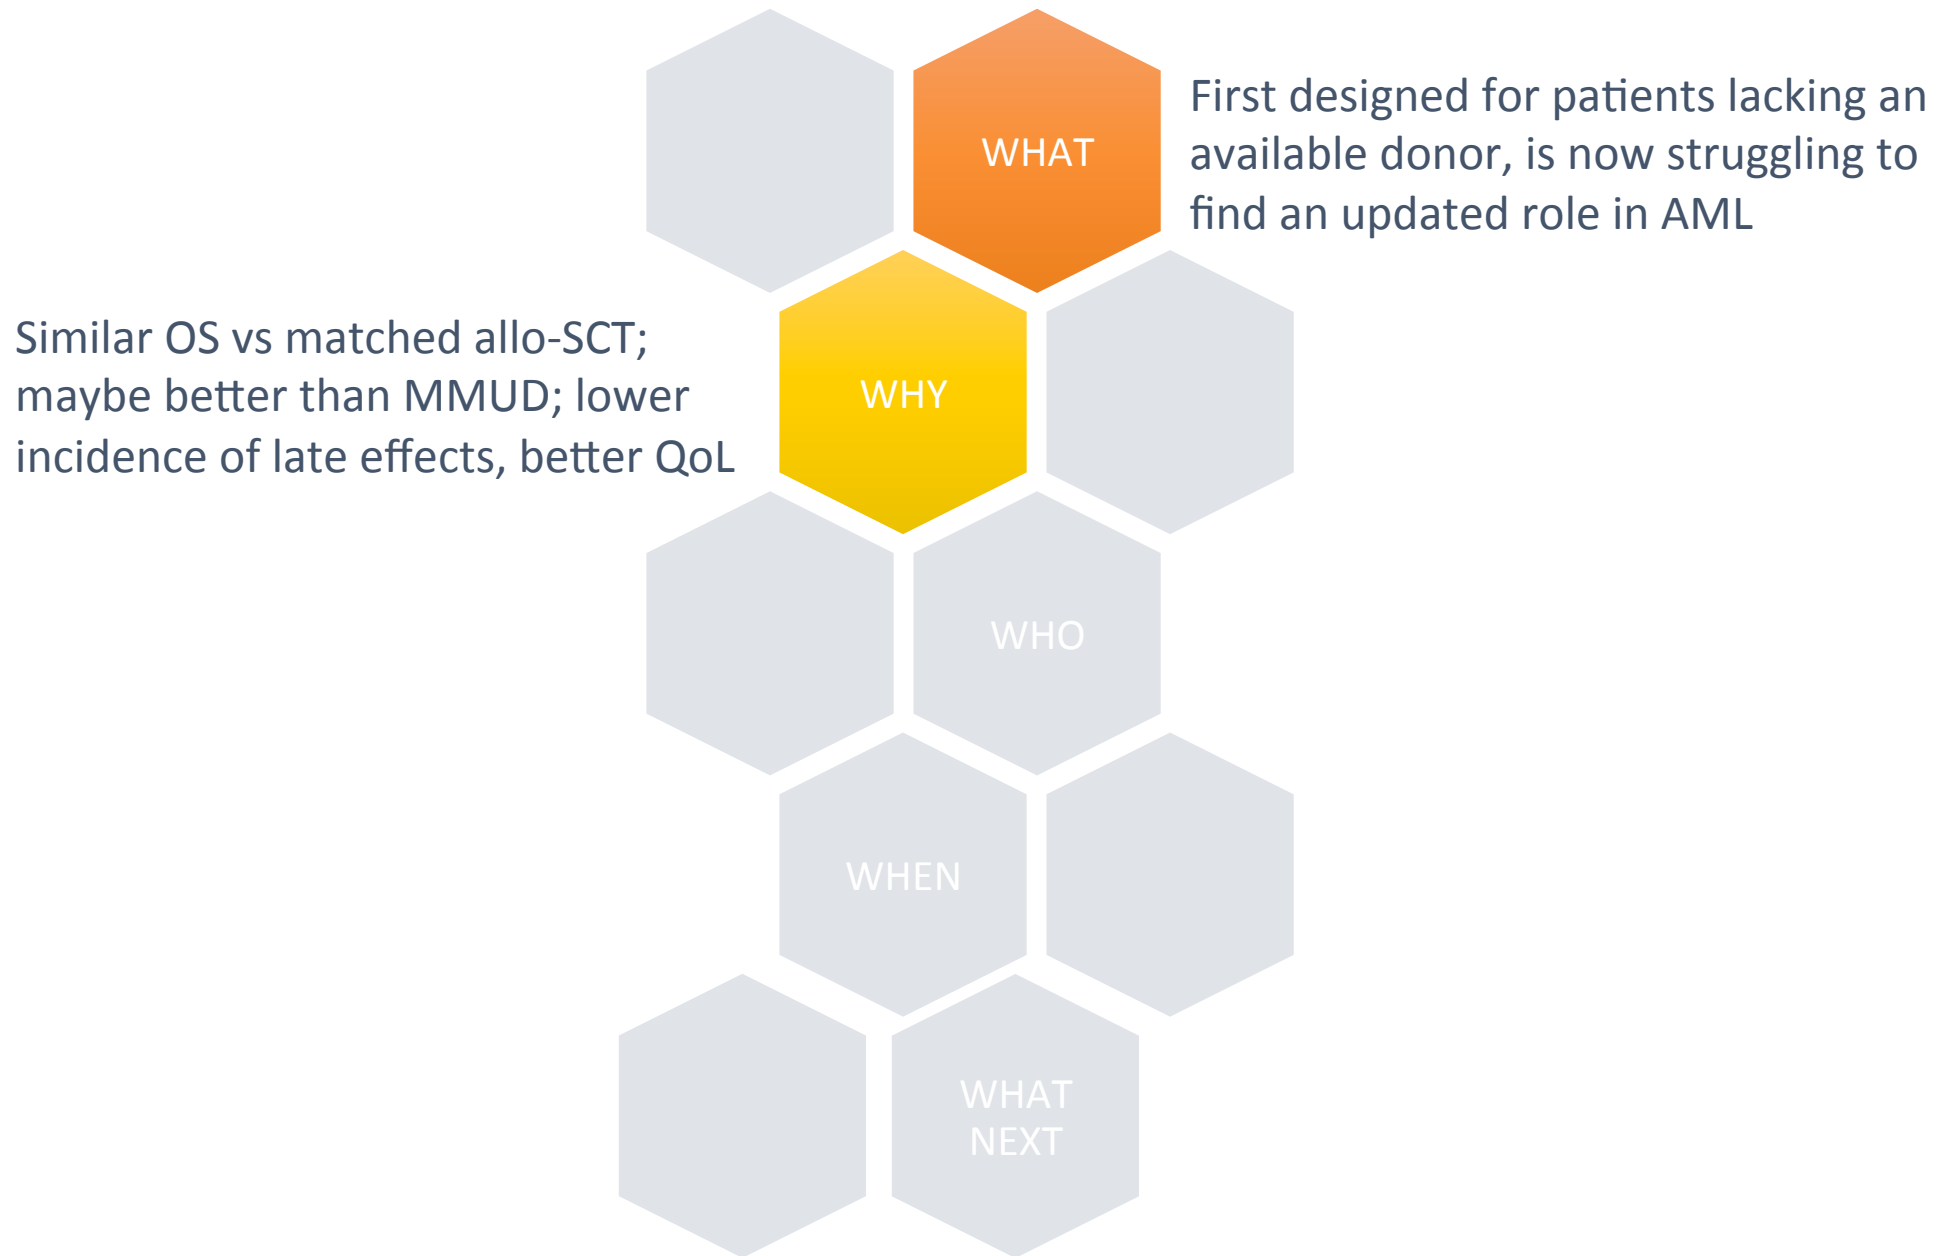 WHAT
First designed for patients lacking an
available donor, is now struggling to
find an updated role in AML
Similar OS vs matched allo-SCT;
maybe better than MMUD; lower
incidence of late effects, better QoL
WHY
WHO
WHEN
WHAT
NEXT